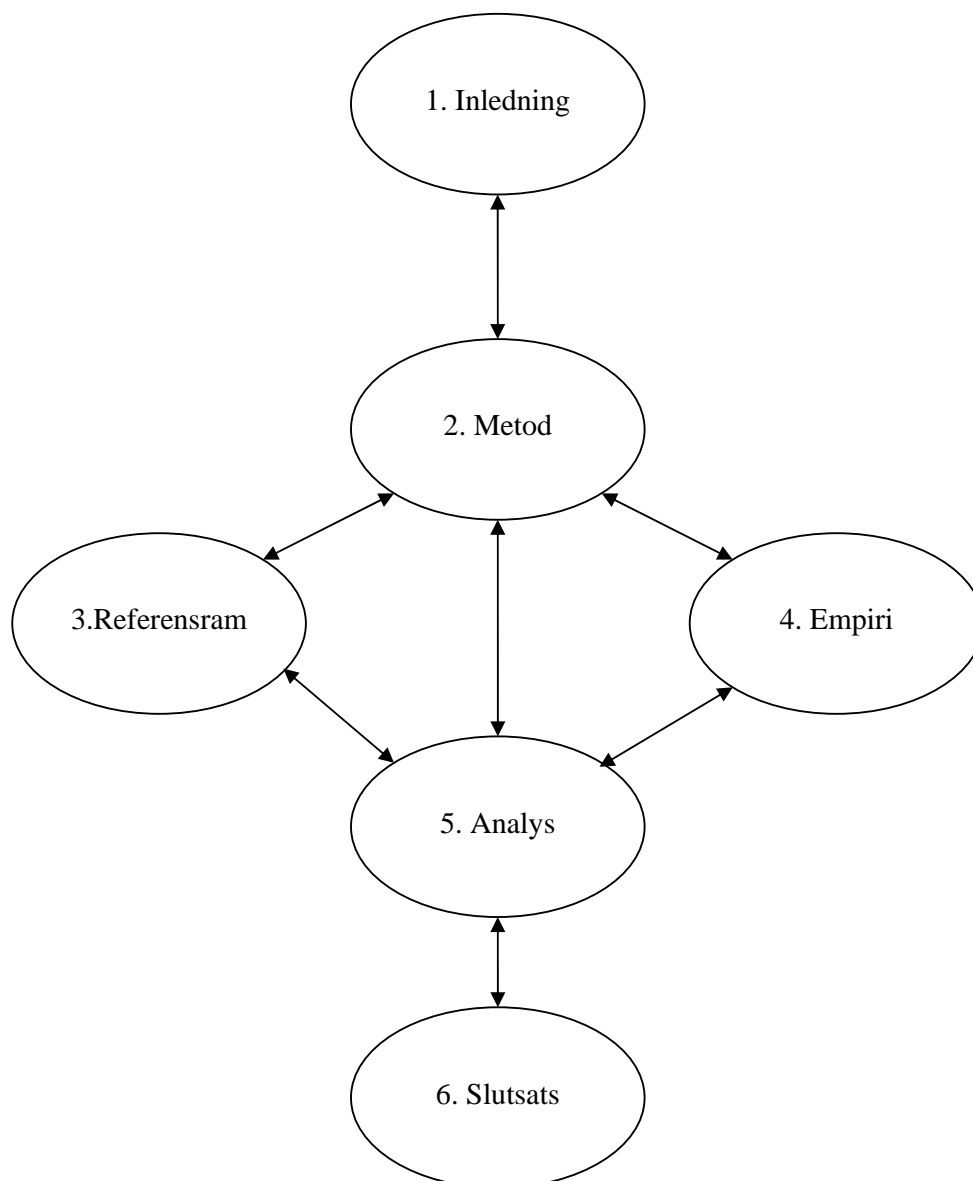 1. Inledning
2. Metod
3.Referensram
4. Empiri
5. Analys
6. Slutsats